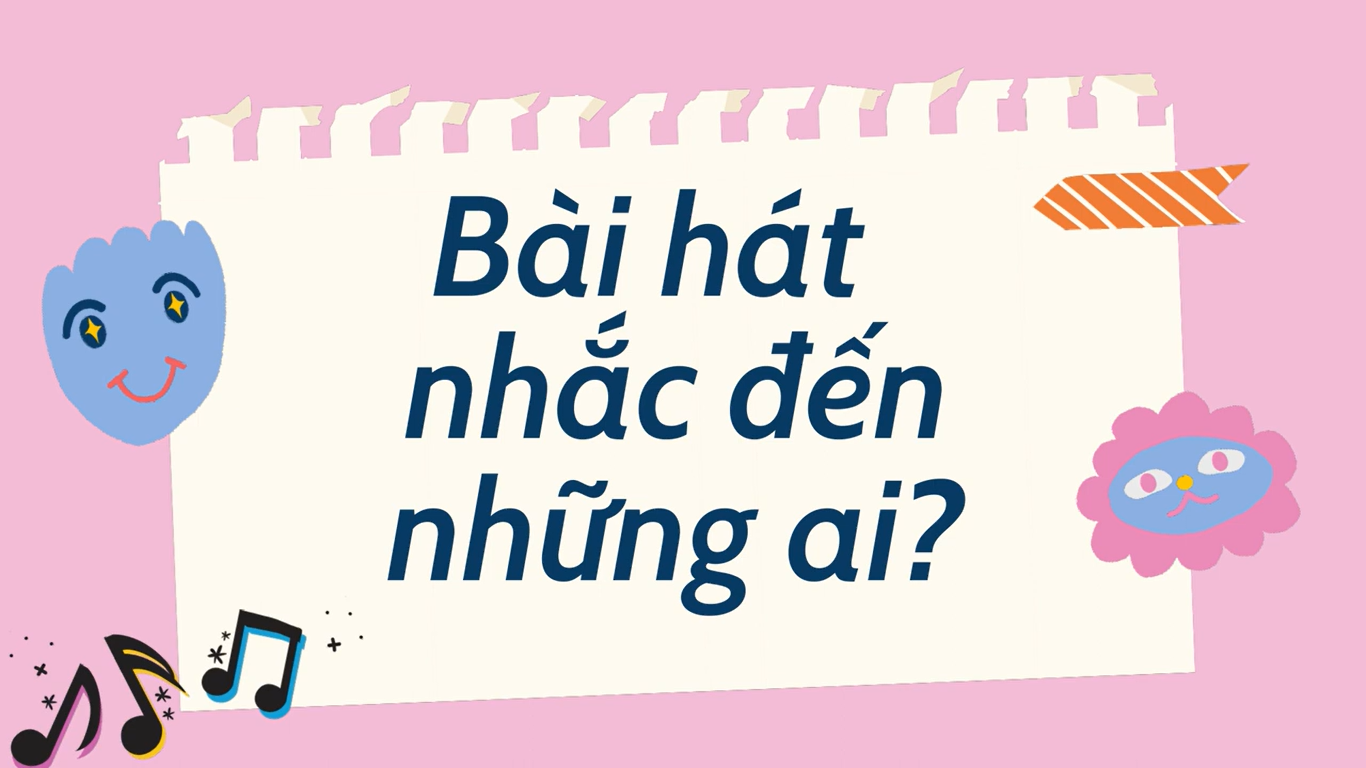 Bài hát
nhắc đến
những ai?